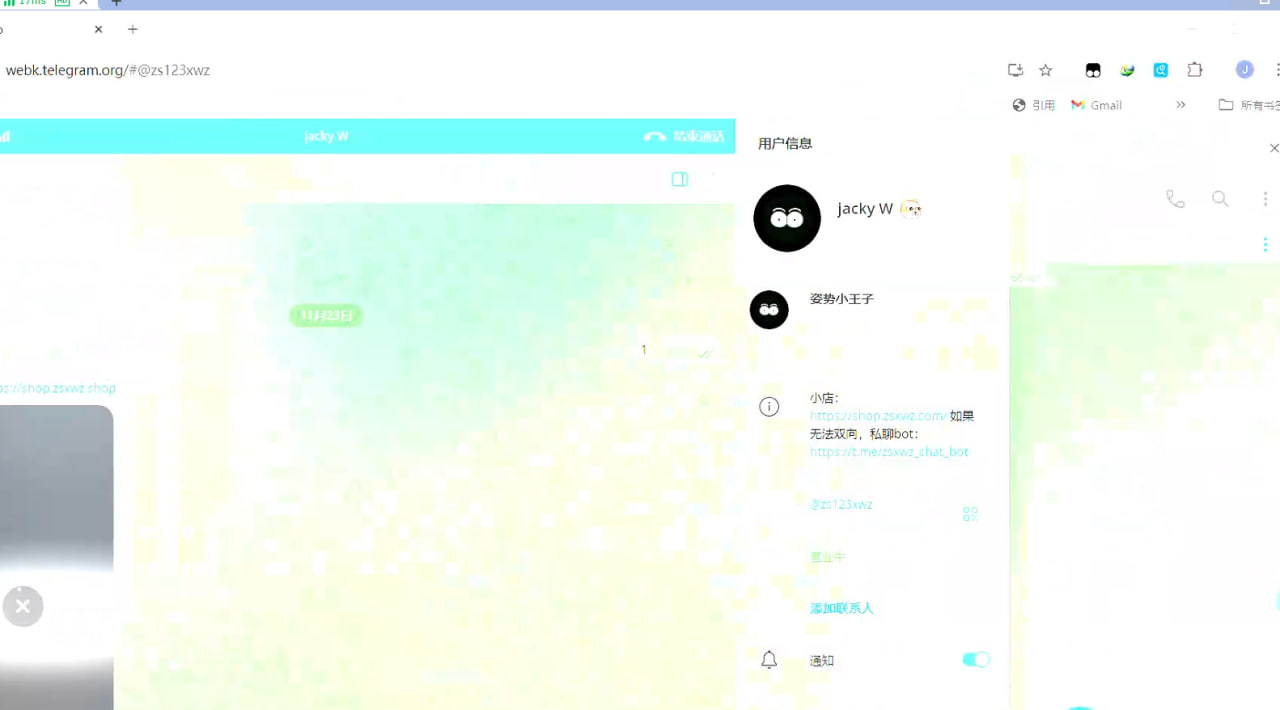 17ms
webk.telegram.org/#@zs123xwz
引用
Gmail
所有书签
jacky W
结束通话
用户信息
jacky W
姿势小王子
11月23日
1
ps://shop.zsxwz.shop
小店：
https://shop.zsxwz.com/ 如果
无法双向，私聊bot：
https://t.me/zsxwz_chat_bot
@zs123xwz
营业中
添加联系人
通知
J